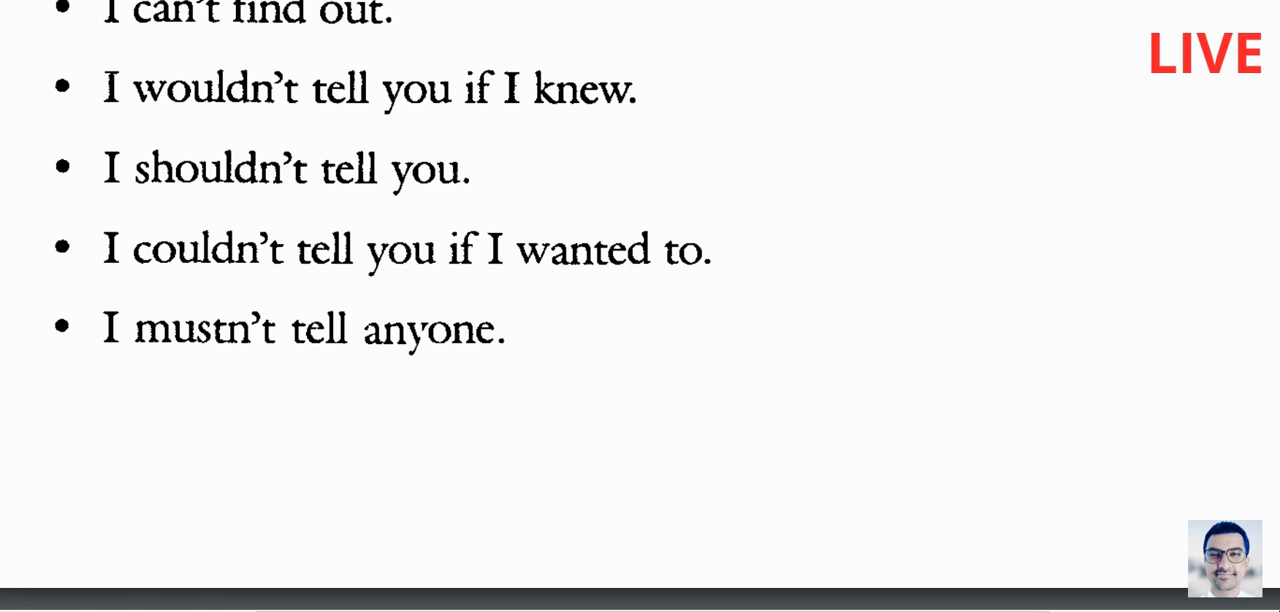 • I can't find out.
LIVE
• I wouldn’t tell you if I knew.
• I shouldn’t tell you.
• I couldn’t tell you if I wanted to.
• I mustn’t tell anyone.